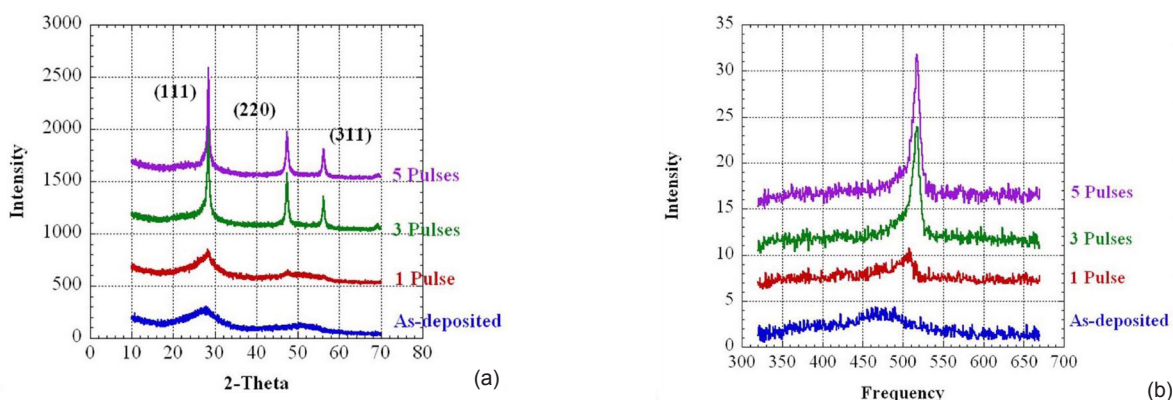 3000
2500
2000
1500
1000
500
0
Intensity
(111)
(220)
(311)
5 Pulses
3 Pulses
1 Pulse
As-deposited
0 10 20 30 40 50 60 70 80
2-Theta
(a)
35
30
25
20
15
10
5
0
Intensity
5 Pulses
3 Pulses
1 Pulse
As-deposited
300 350 400 450 500 550 600 650 700
Frequency
(b)